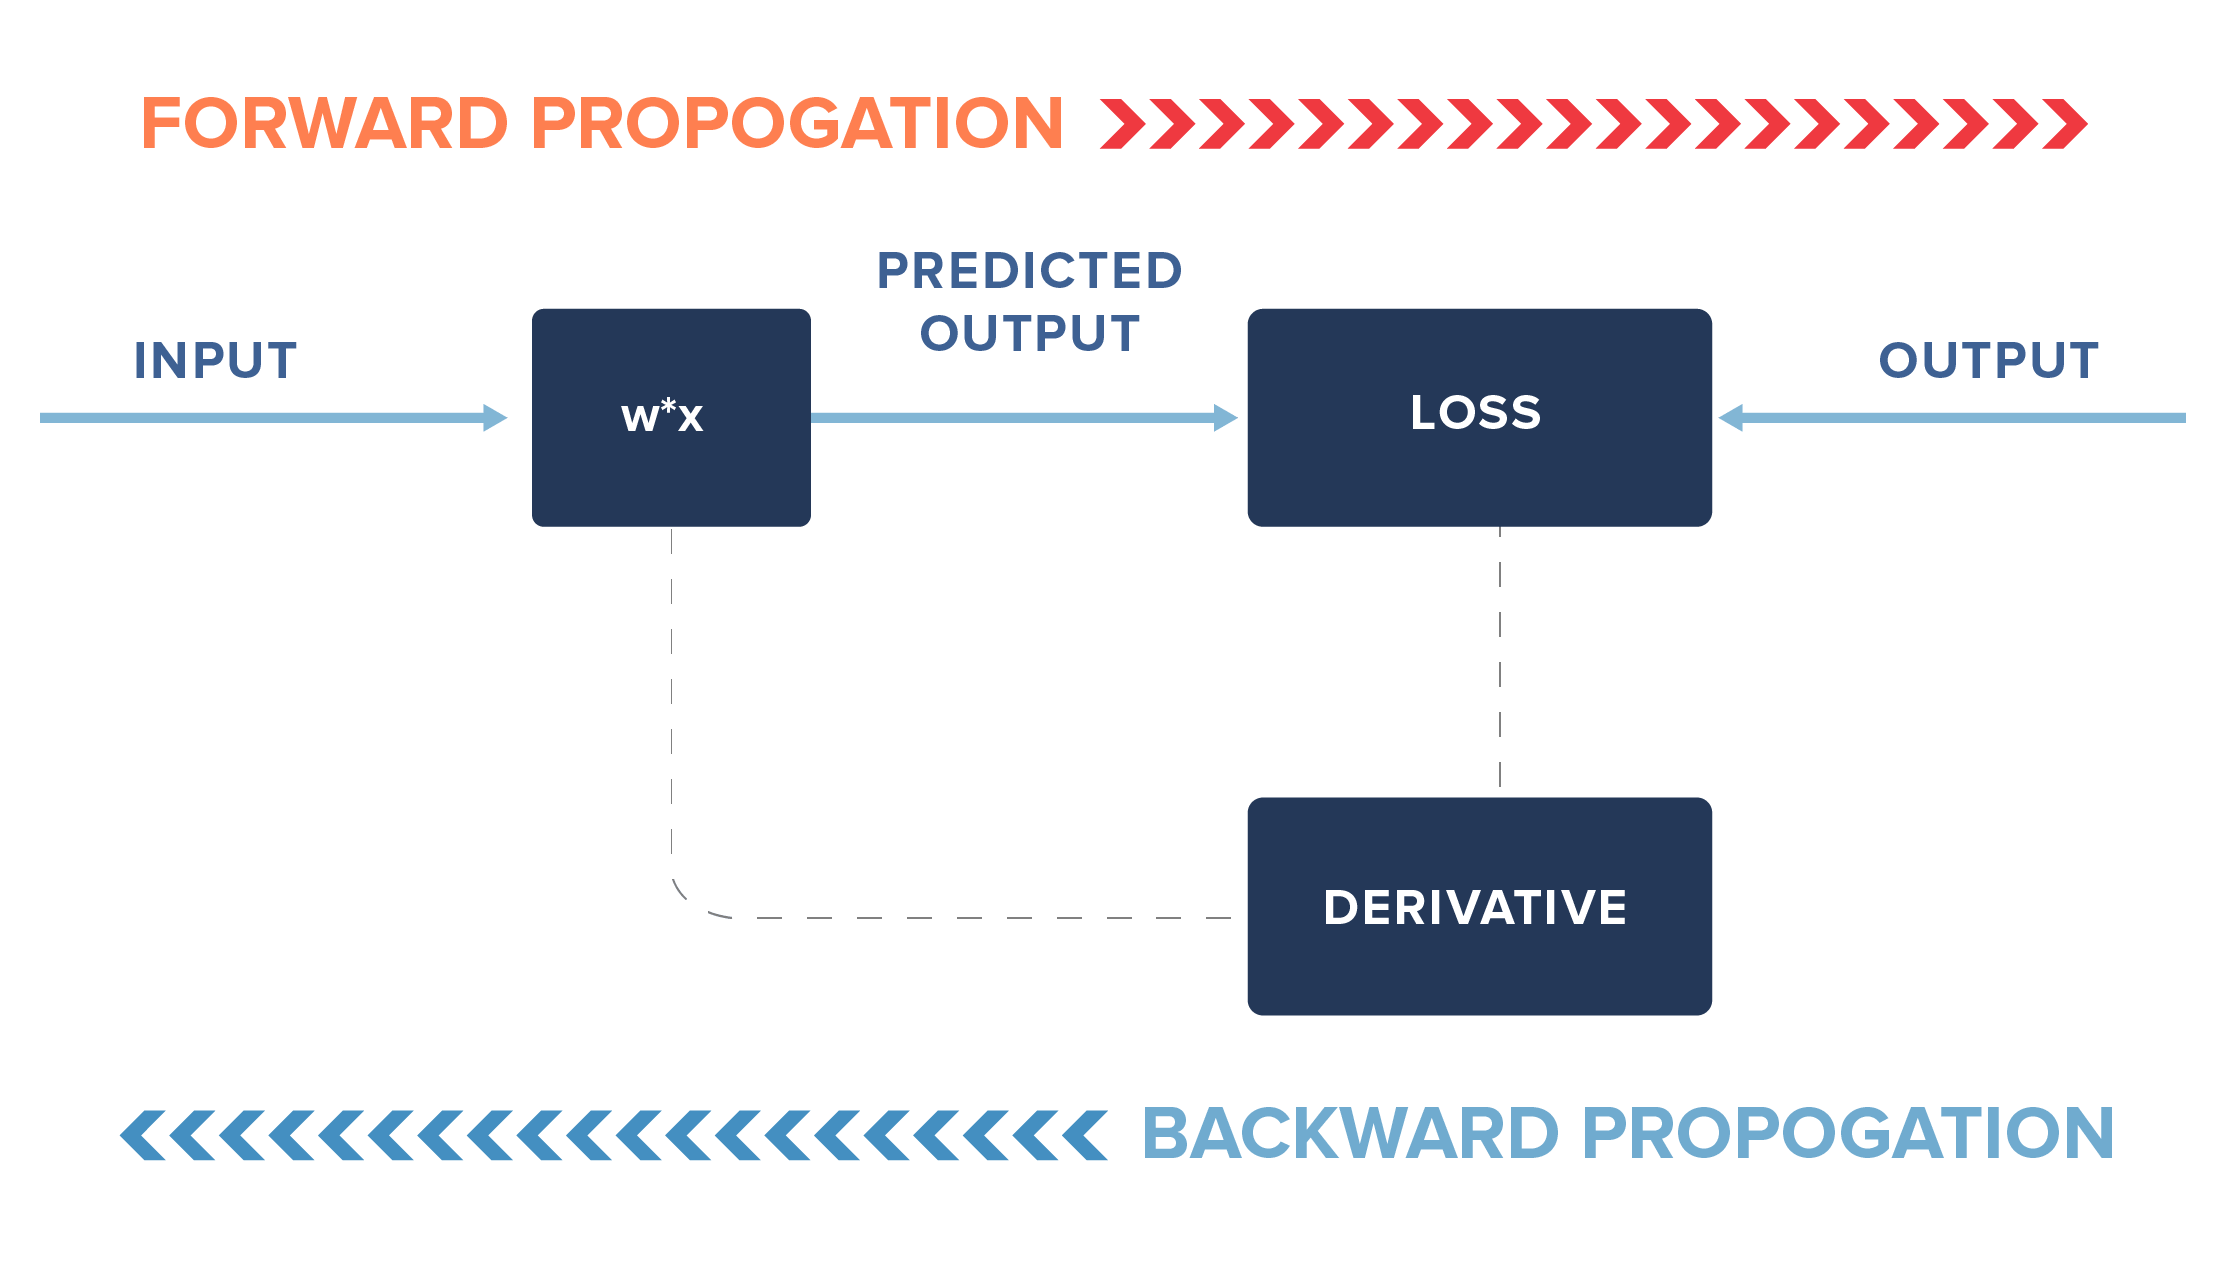 FORWARD PROPOGATION
PREDICTED
OUTPUT
INPUT
w*x
LOSS
OUTPUT
DERIVATIVE
BACKWARD PROPOGATION